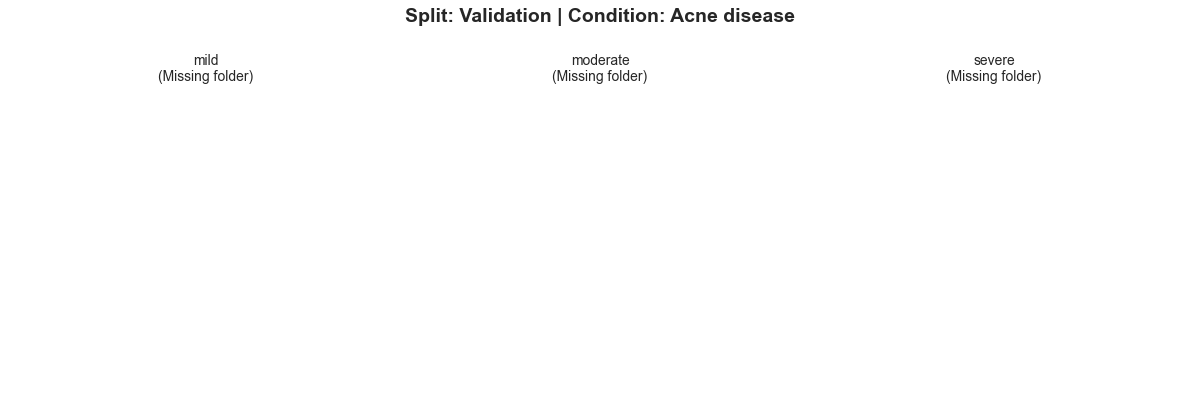 Split: Validation | Condition: Acne disease
mild
(Missing folder)
moderate
(Missing folder)
severe
(Missing folder)